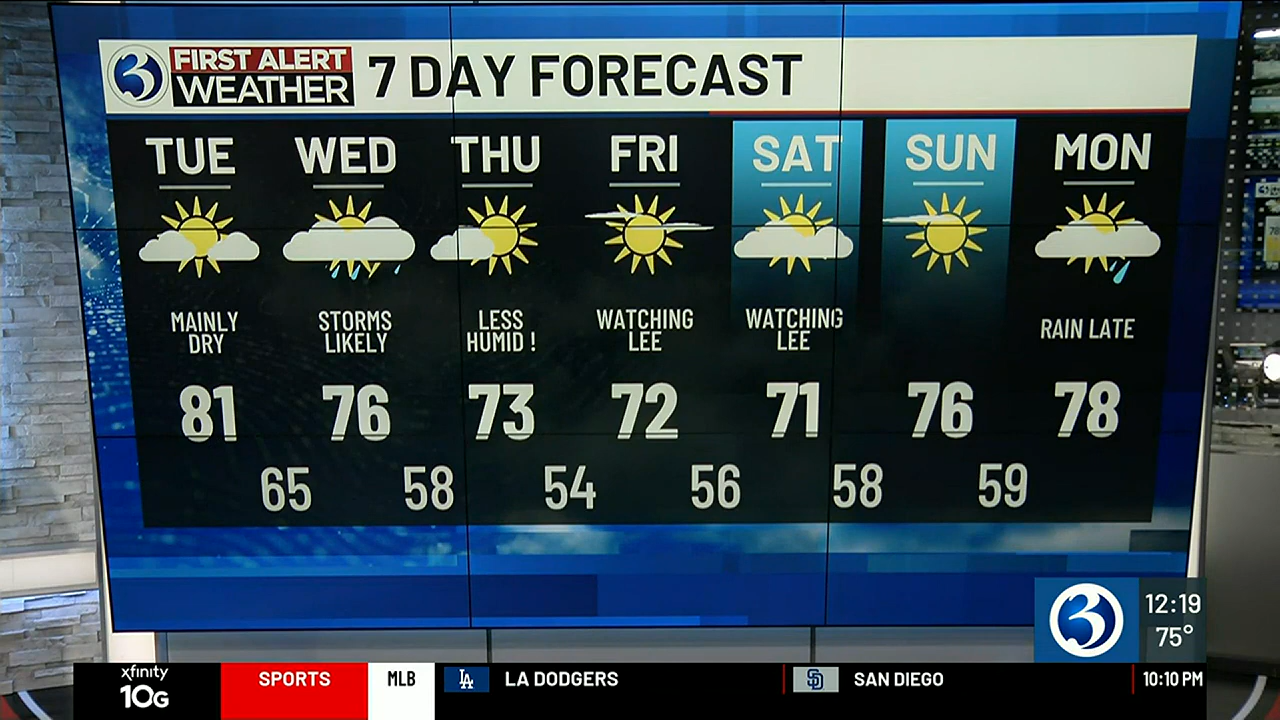 3 FIRST ALERT
WEATHER
7 DAY FORECAST
TUE WED THU FRI SAT SUN MON
MAINLY
DRY
STORMS
LIKELY
LESS
HUMID !
WATCHING
LEE
WATCHING
LEE
RAIN LATE
81 76 73 72 71 76 78
65 58 54 56 58 59
3
12:19
75°
xfinity
10G
SPORTS MLB LA LA DODGERS SD SAN DIEGO 10:10 PM